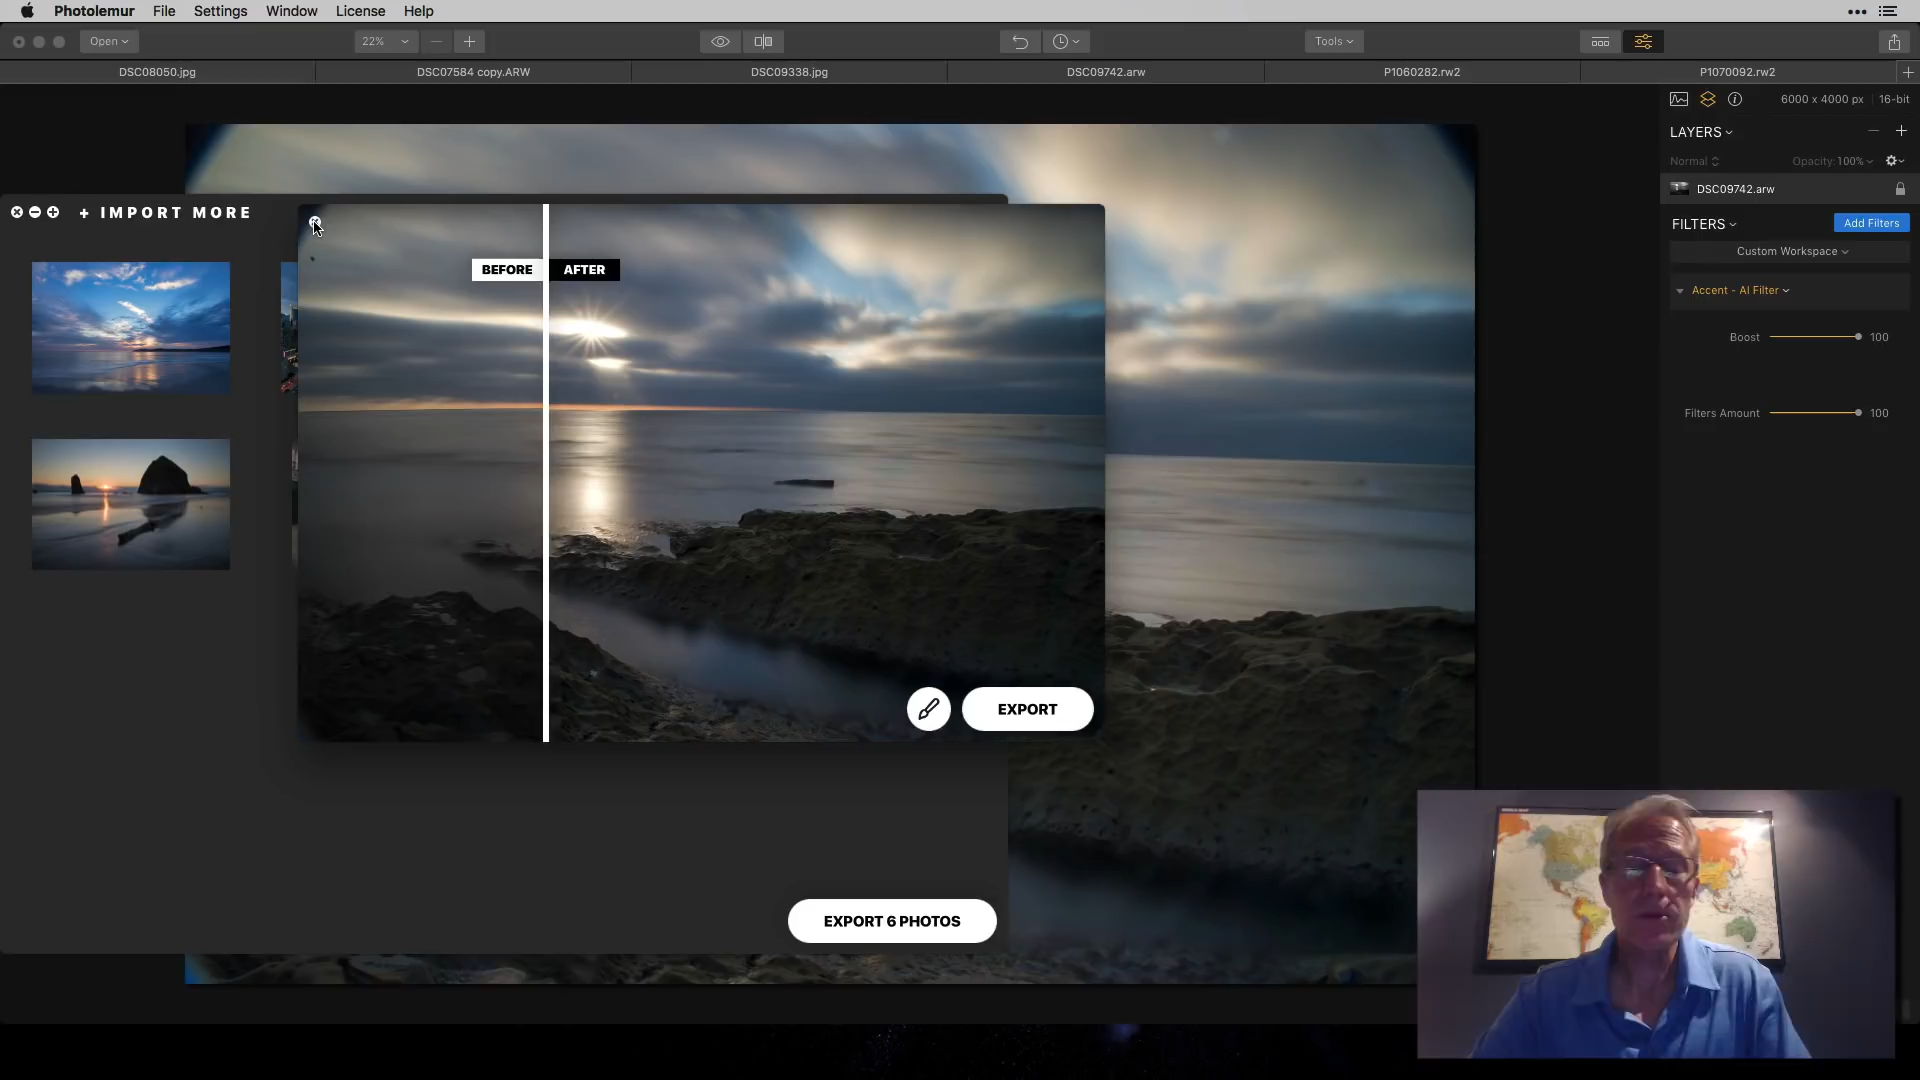 Photolemur File Settings Window License Help
Open 22% Tools
DSC08050.jpg DSC07584 copy.ARW DSC09338.jpg DSC09742.arw P1060282.rw2 P1070092.rw2
6000 x 4000 px 16-bit
LAYERS
Normal Opacity: 100%
DSC09742.arw
FILTERS Add Filters
Custom Workspace
Accent - AI Filter
Boost 100
Filters Amount 100
+ IMPORT MORE
BEFORE AFTER
EXPORT
EXPORT 6 PHOTOS